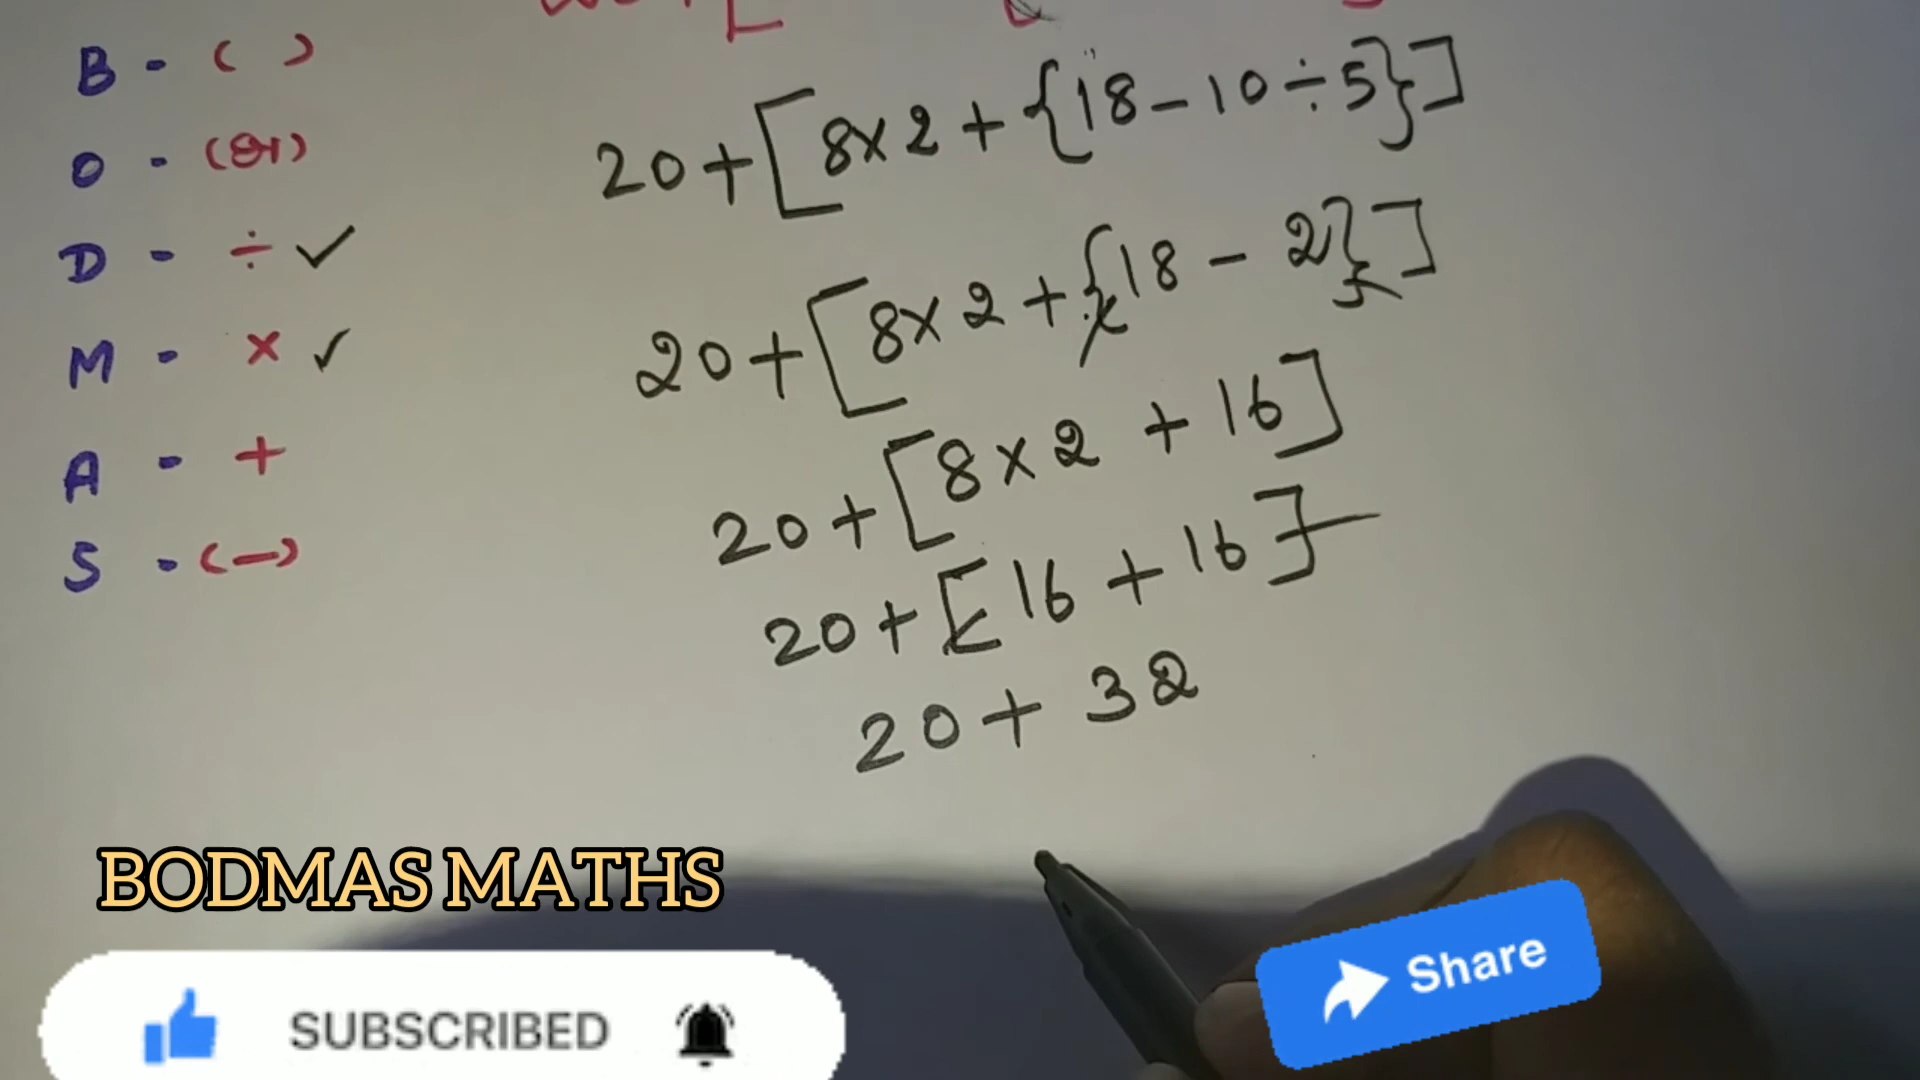 B - ( )
O - (or)
D - ÷ ✓
M - × ✓
A - +
S - (−)
20+[8×2+{18−10÷5}]
20+[8×2+{18−2}]
20+[8×2+16]
20+[16+16]
20+32
BODMAS MATHS
SUBSCRIBED
Share